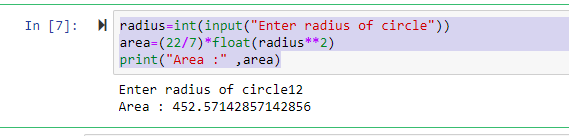 In [7]:
radius=int(input("Enter radius of circle"))
area=(22/7)*float(radius**2)
print("Area :" ,area)
Enter radius of circle12
Area : 452.57142857142856